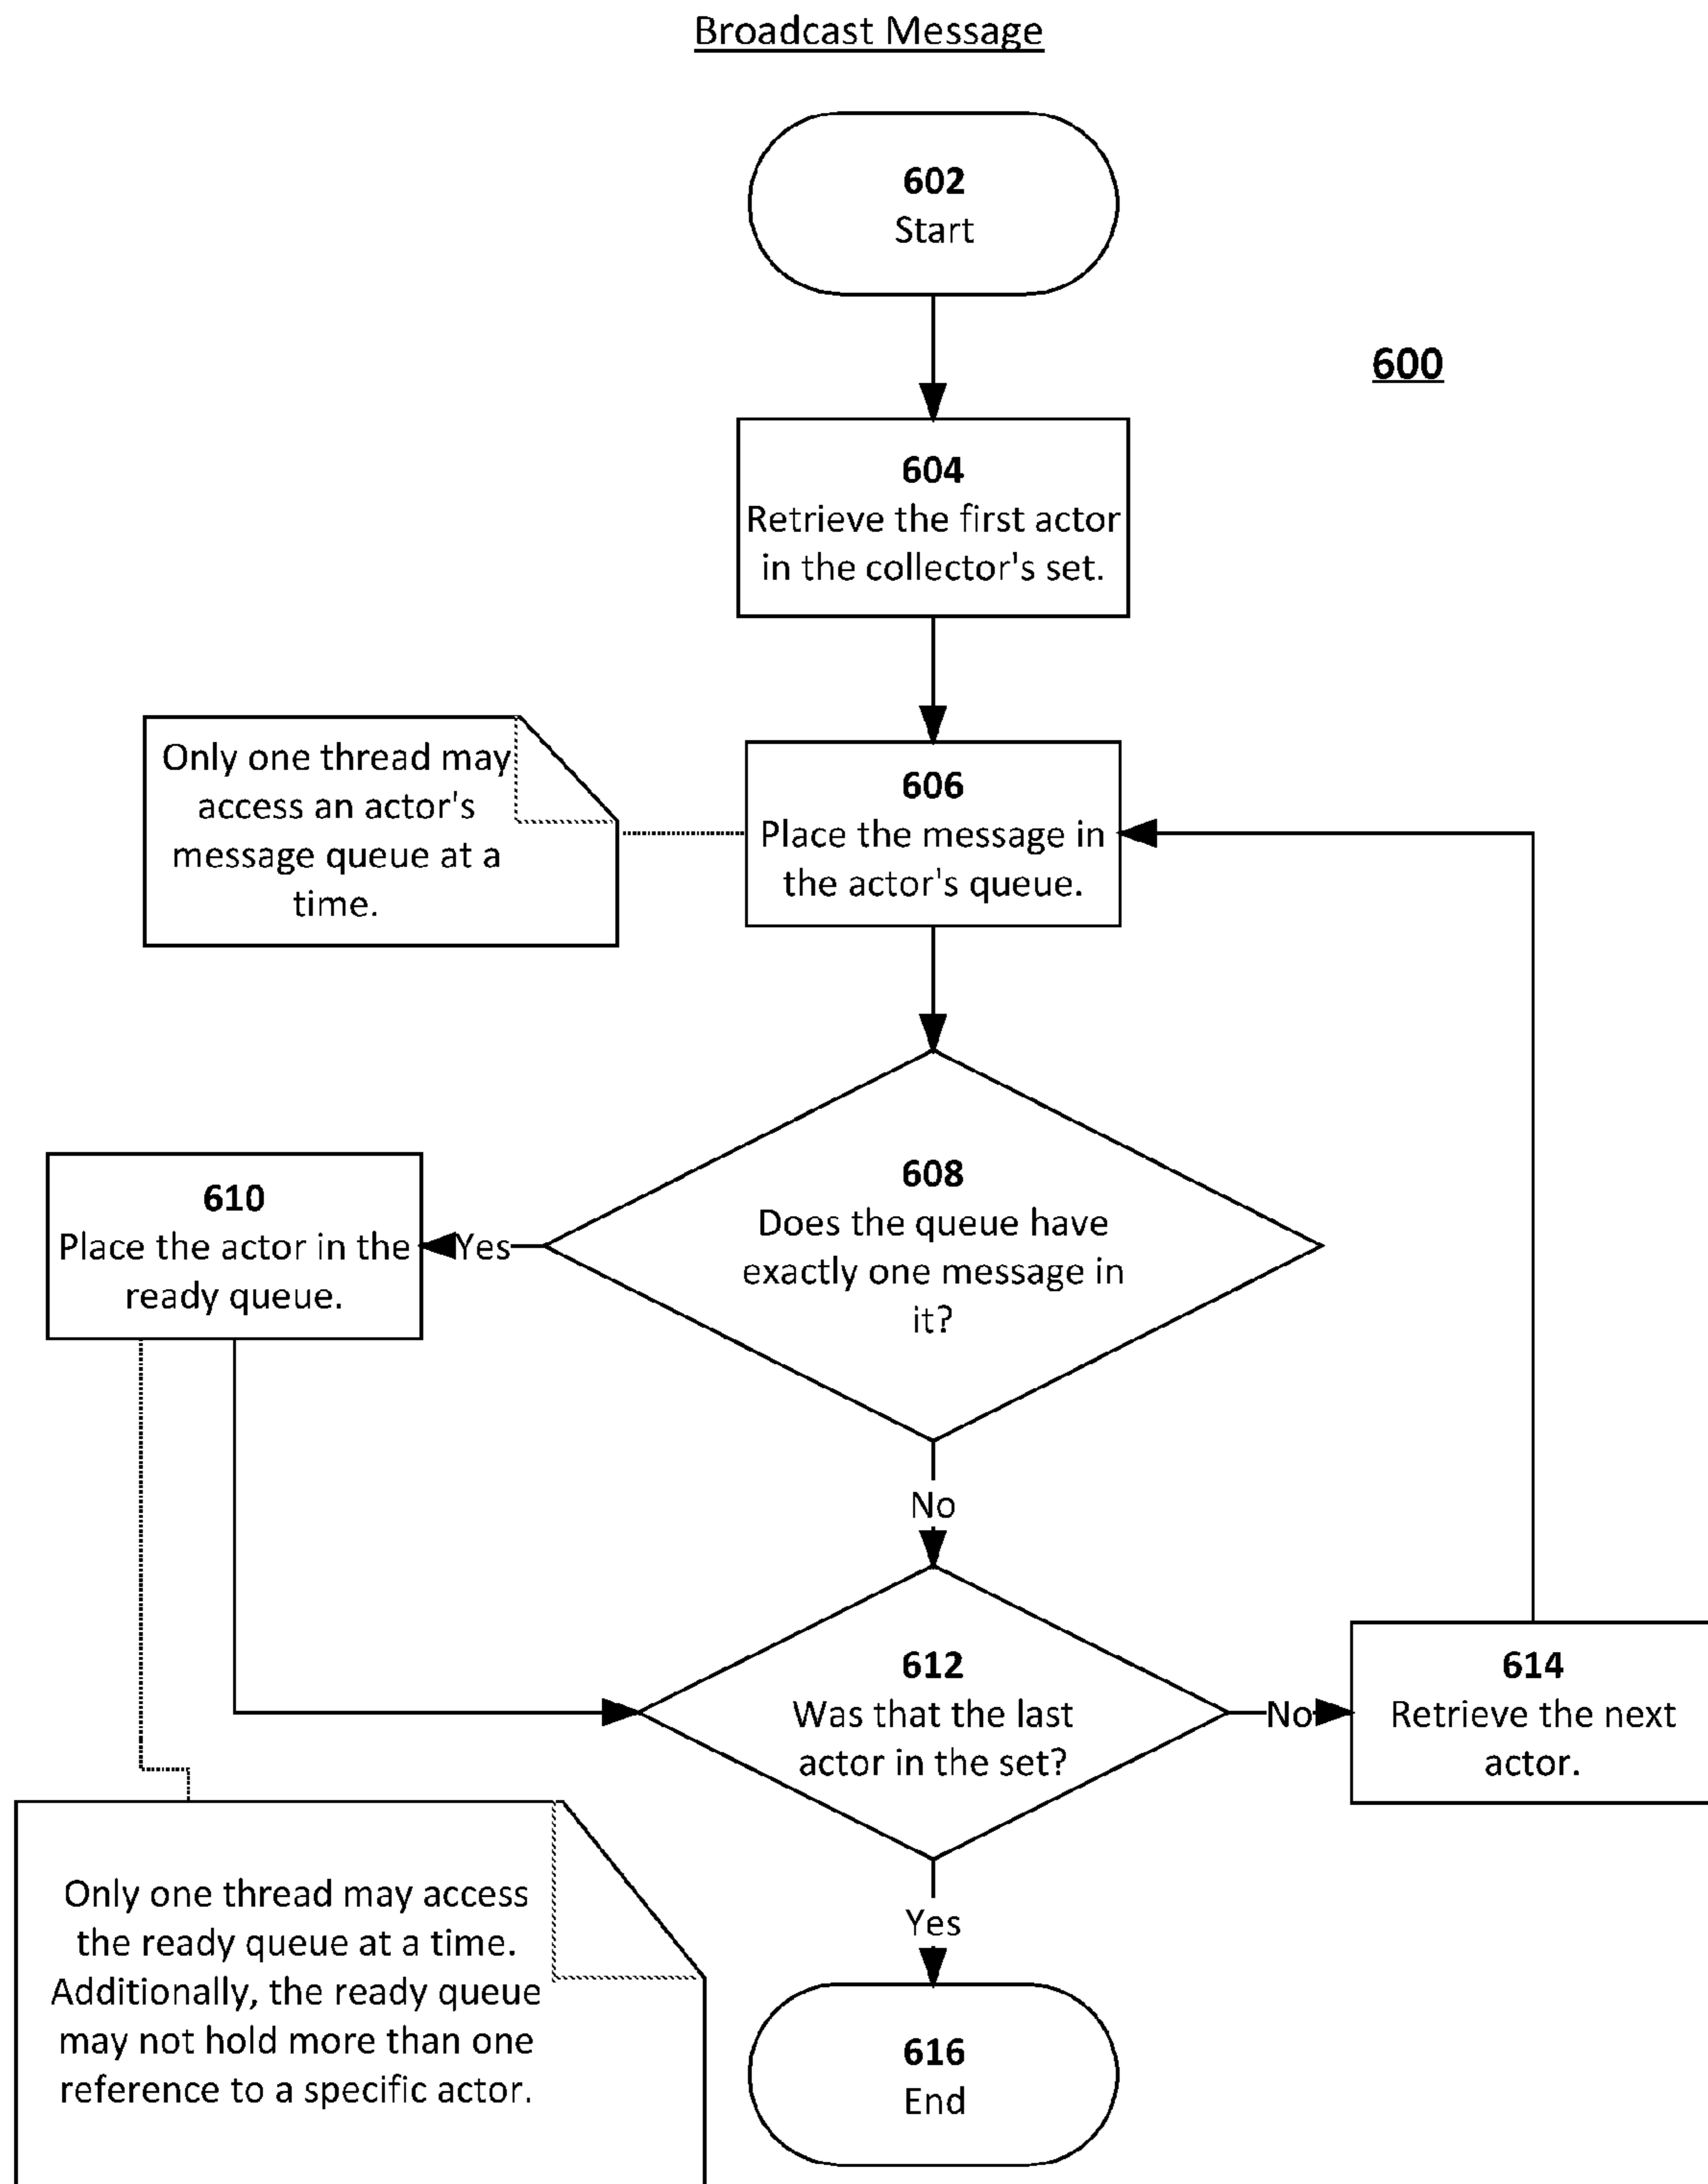 Broadcast Message
602
Start
600
604
Retrieve the first actor
in the collector's set.
Only one thread may
access an actor's
message queue at a
time.
606
Place the message in
the actor's queue.
608
Does the queue have
exactly one message in
it?
Yes
610
Place the actor in the
ready queue.
No
612
Was that the last
actor in the set?
No
614
Retrieve the next
actor.
Only one thread may access
the ready queue at a time.
Additionally, the ready queue
may not hold more than one
reference to a specific actor.
Yes
616
End